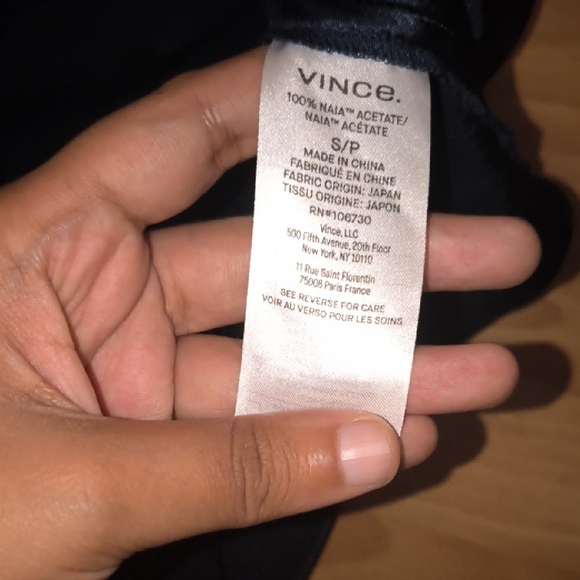 VINCe.
100% NAIA™ ACETATE/
NAIA™ ACÉTATE
S/P
MADE IN CHINA
FABRIQUÉ EN CHINE
FABRIC ORIGIN: JAPAN
TISSU ORIGINE: JAPON
RN#106730
Vince, LLC
500 Fifth Avenue, 20th Floor
New York, NY 10110
11 Rue Saint Florentin
75008 Paris France
SEE REVERSE FOR CARE
VOIR AU VERSO POUR LES SOINS